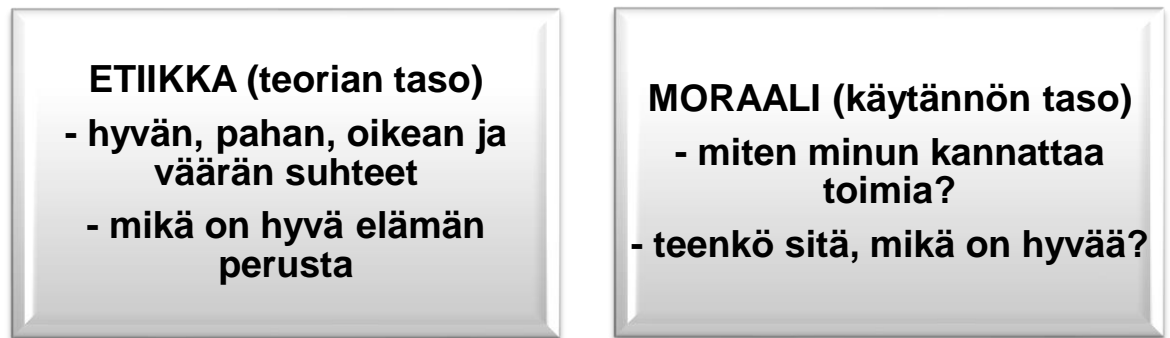 ETIIKKA (teorian taso)
- hyvän, pahan, oikean ja
väärän suhteet
- mikä on hyvä elämän
perusta
MORAALI (käytännön taso)
- miten minun kannattaa
toimia?
- teenkö sitä, mikä on hyvää?